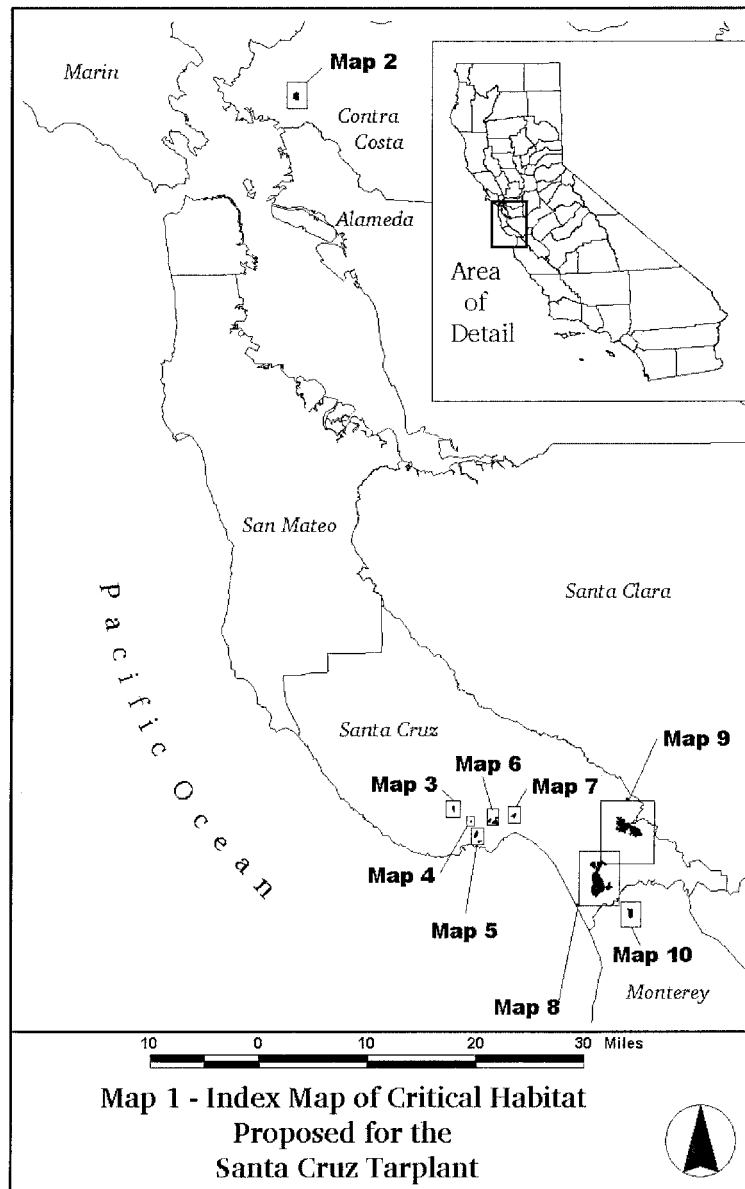 Map 2
Marin
Contra
Costa
Alameda
Area
of
Detail
San Mateo
Santa Clara
Pacific Ocean
Santa Cruz
Map 9
Map 6
Map 3
Map 7
Map 4
Map 5
Map 10
Map 8
Monterey
10 0 10 20 30 Miles
Map 1 - Index Map of Critical Habitat
Proposed for the
Santa Cruz Tarplant